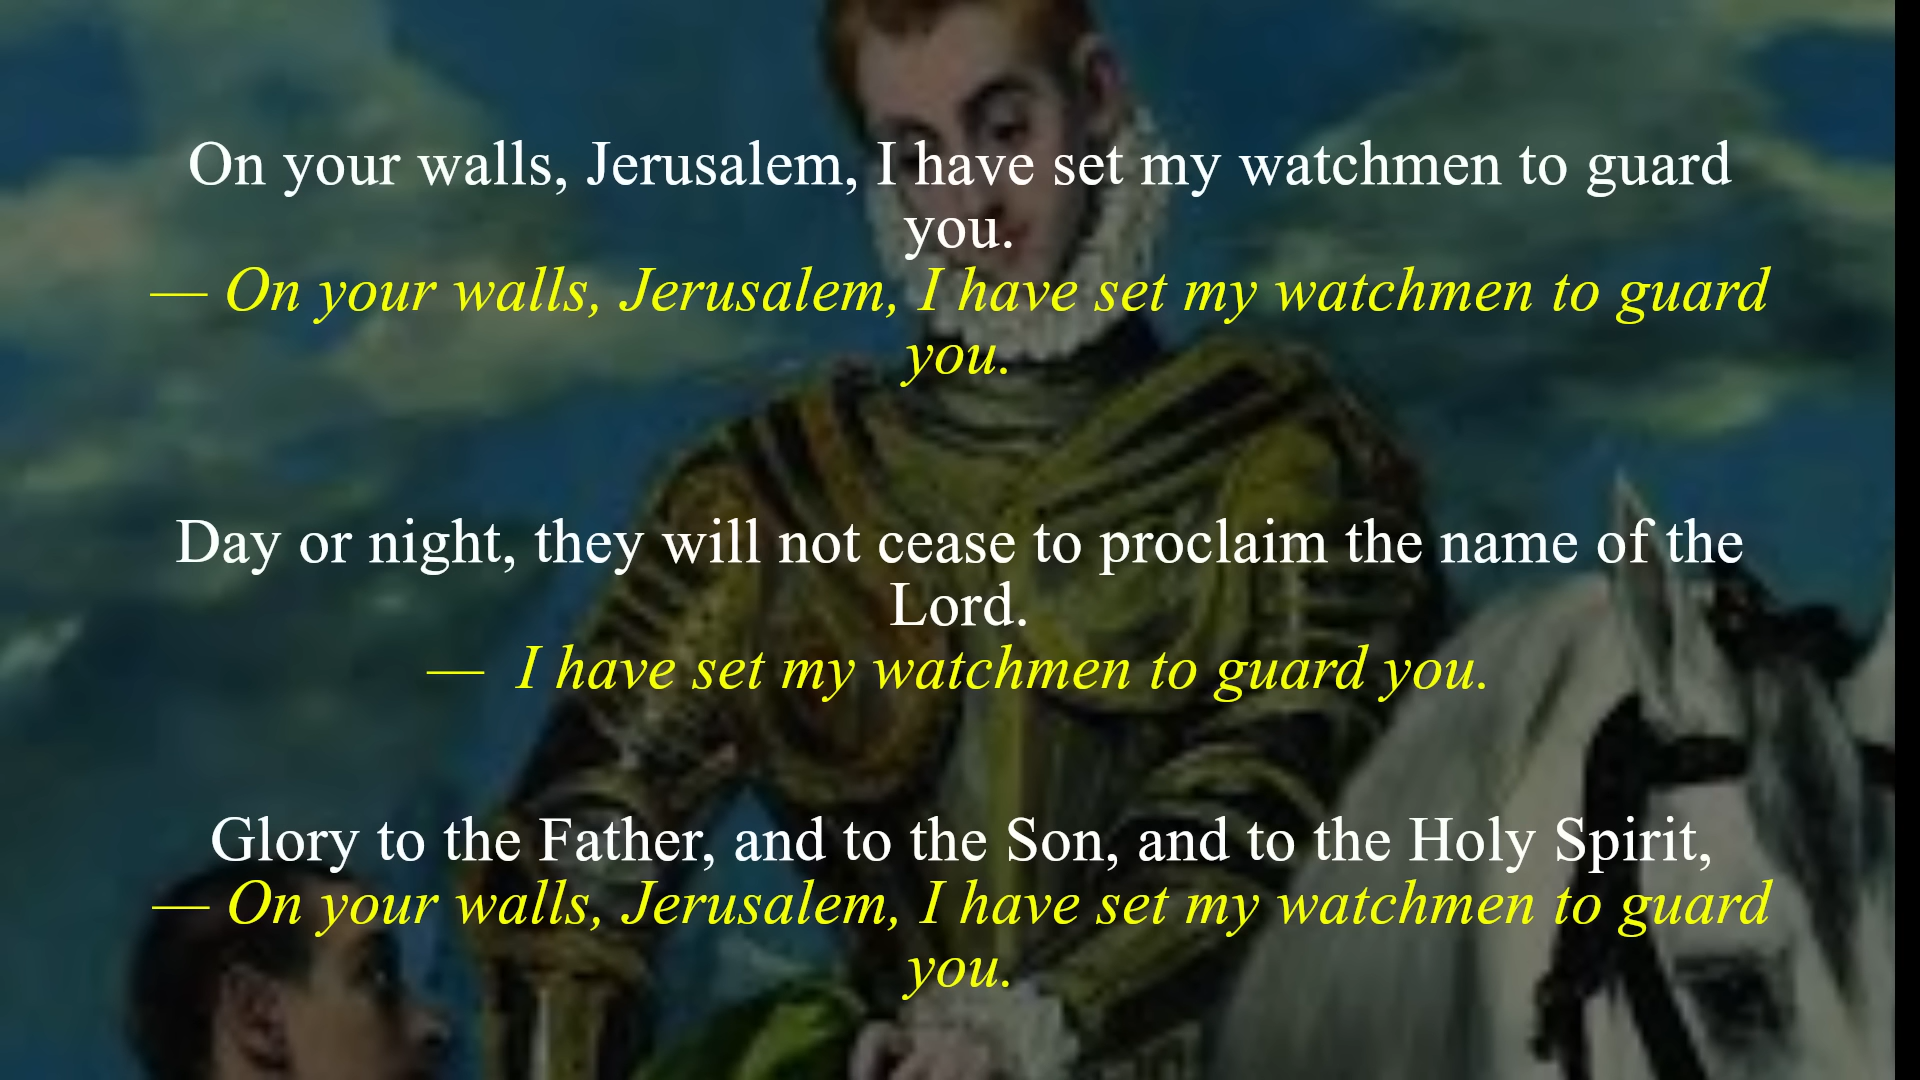 On your walls, Jerusalem, I have set my watchmen to guard
you.
— On your walls, Jerusalem, I have set my watchmen to guard
you.
Day or night, they will not cease to proclaim the name of the
Lord.
— I have set my watchmen to guard you.
Glory to the Father, and to the Son, and to the Holy Spirit,
— On your walls, Jerusalem, I have set my watchmen to guard
you.